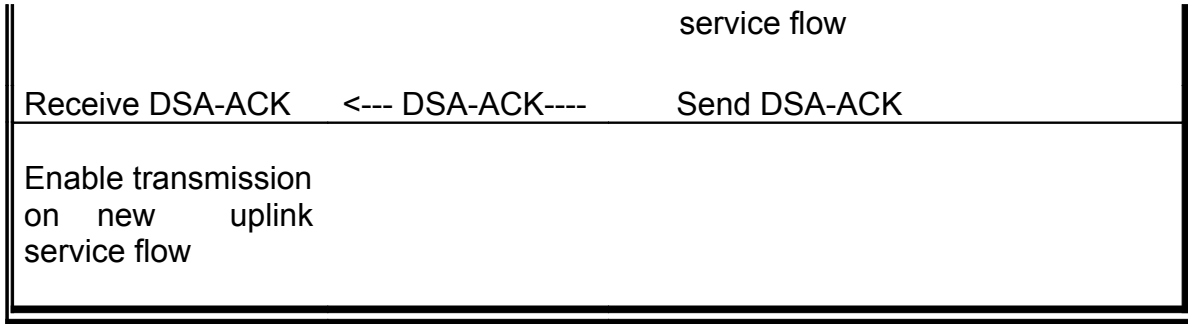 service flow
Receive DSA-ACK <--- DSA-ACK---- Send DSA-ACK
Enable transmission
on new uplink
service flow